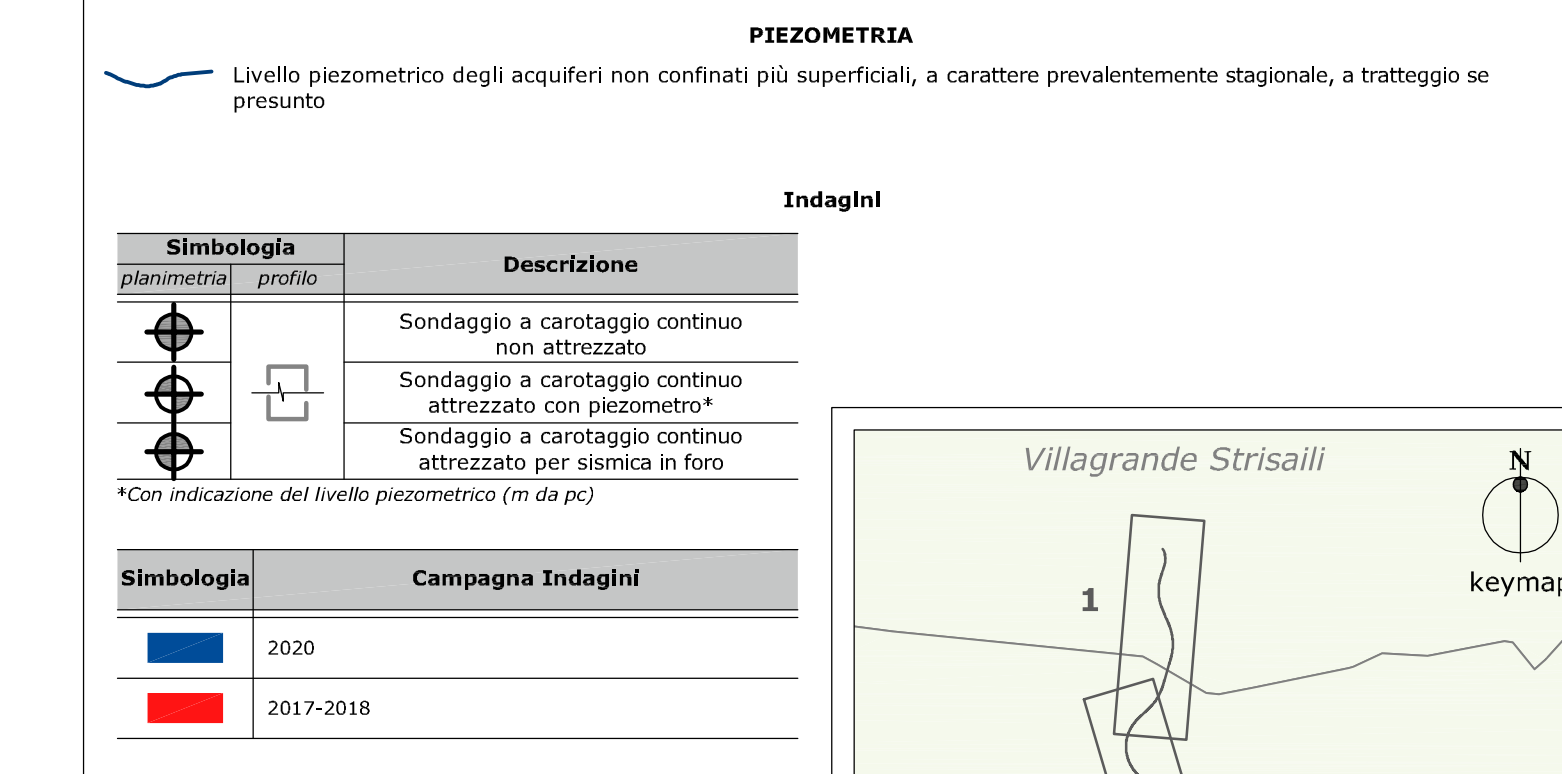 PIEZOMETRIA
Livello piezometrico degli acquiferi non confinati più superficiali, a carattere prevalentemente stagionale, a tratteggio se
presunto
IndagInI
Simbologia
Descrizione
planimetria
profilo
Sondaggio a carotaggio continuo
non attrezzato
Sondaggio a carotaggio continuo
attrezzato con piezometro*
Sondaggio a carotaggio continuo
attrezzato per sismica in foro
*Con indicazione del livello piezometrico (m da pc)
Simbologia
Campagna Indagini
2020
2017-2018
Villagrande Strisaili
N
keymap
1